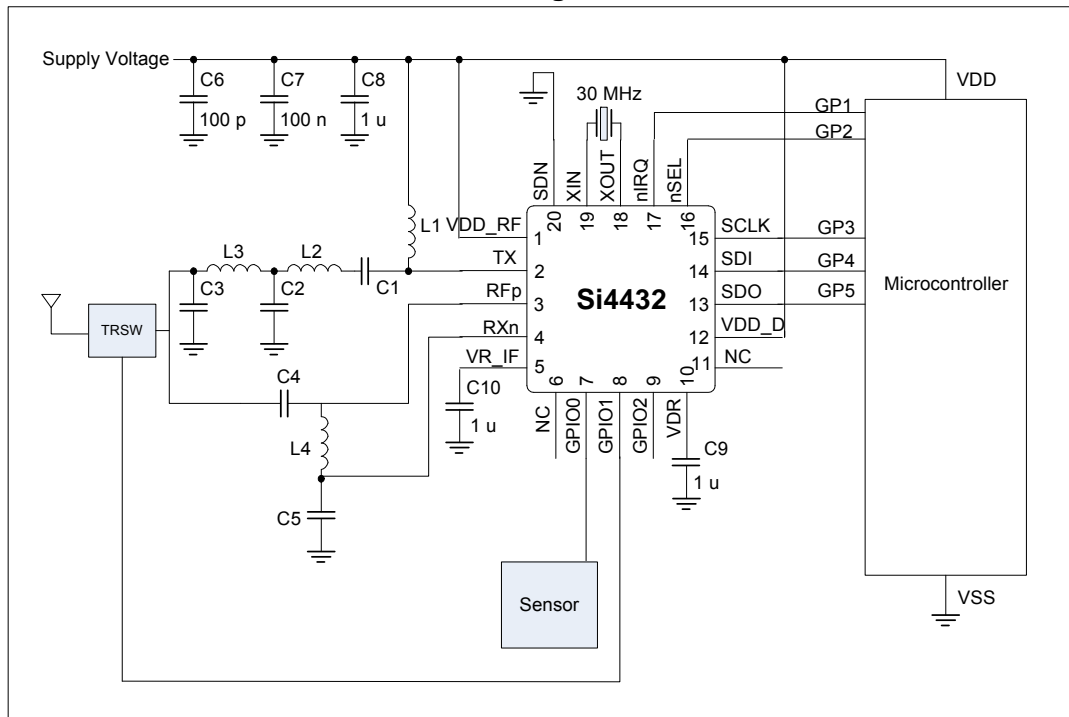 Supply Voltage
C6
C7
C8
100 p
100 n
1 u
30 MHz
VDD
GP1
GP2
SDN
XIN
XOUT
nIRQ
nSEL
20
19
18
17
16
L1
VDD_RF
1
15
SCLK
GP3
L3
L2
TX
2
14
SDI
GP4
C3
C2
C1
RFp
3
Si4432
13
SDO
GP5
Microcontroller
TRSW
RXn
4
12
VDD_D
VR_IF
5
11
NC
C4
C10
1 u
6
7
8
9
10
NC
GPIO0
GPIO1
GPIO2
VDR
L4
C9
1 u
C5
Sensor
VSS